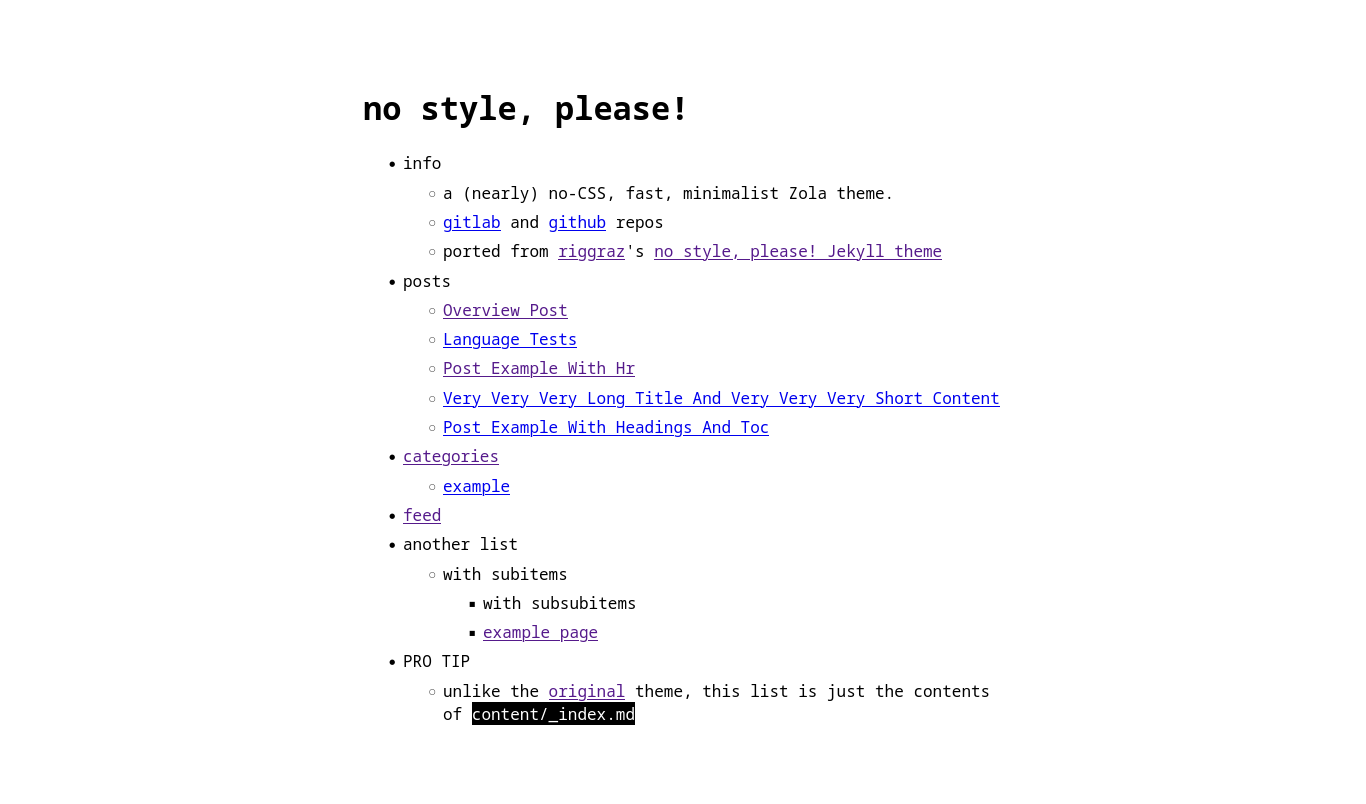 no style, please!
info
a (nearly) no-CSS, fast, minimalist Zola theme.
gitlab and github repos
ported from riggraz's no style, please! Jekyll theme
posts
Overview Post
Language Tests
Post Example With Hr
Very Very Very Long Title And Very Very Very Short Content
Post Example With Headings And Toc
categories
example
feed
another list
with subitems
with subsubitems
example page
PRO TIP
unlike the original theme, this list is just the contents
of content/_index.md